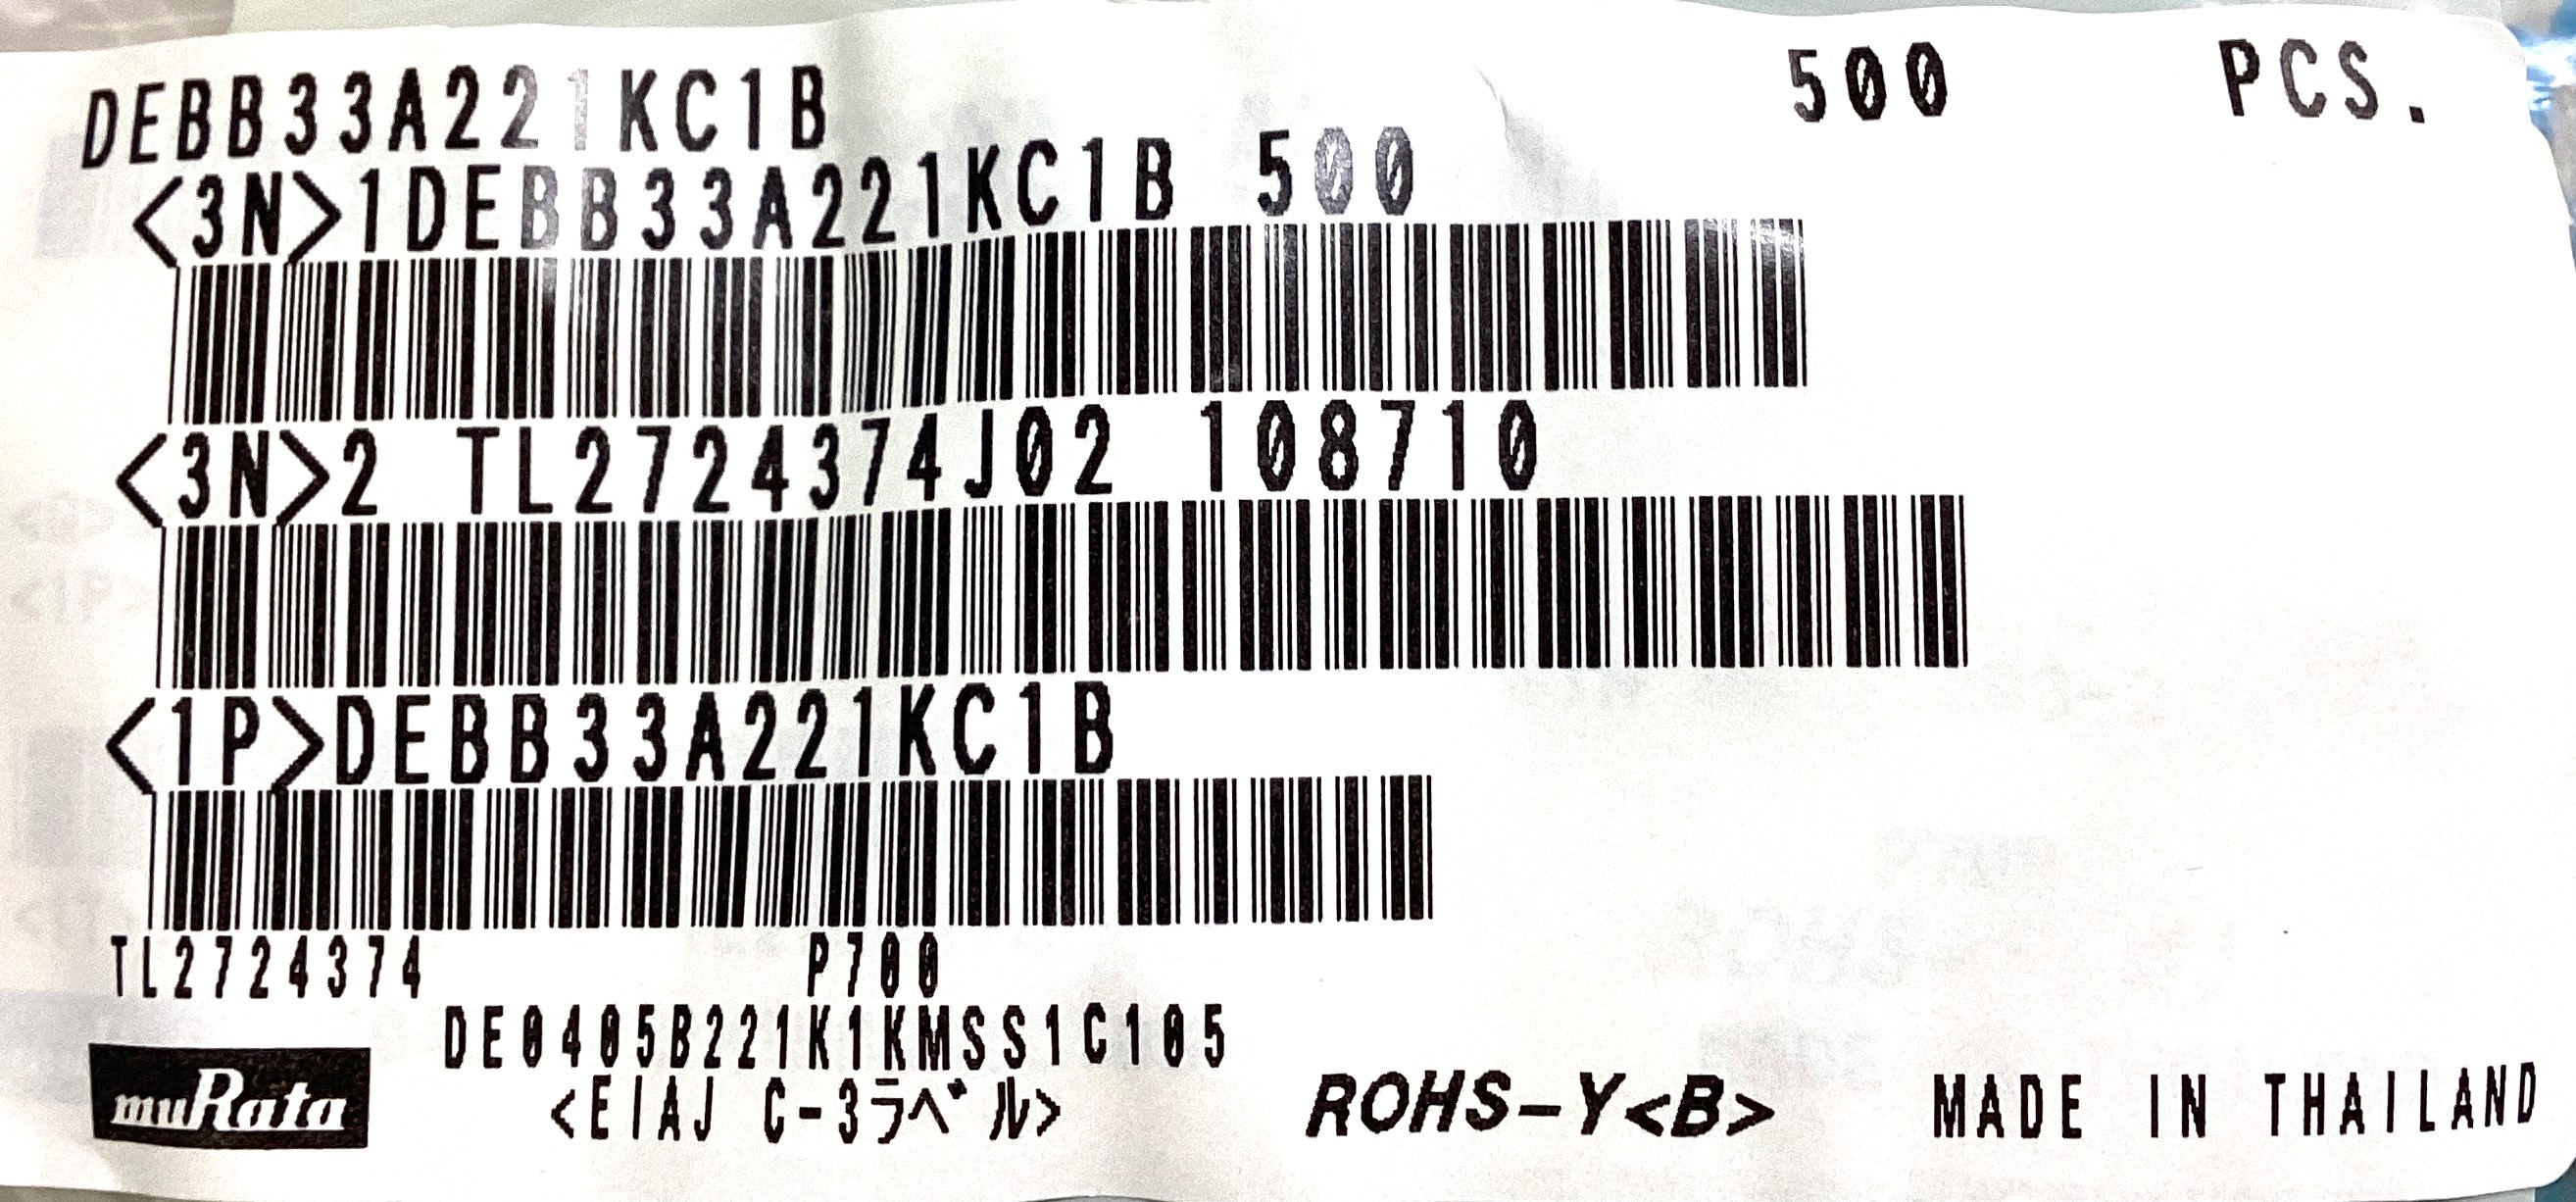 DEBB33A221KC1B 500 PCS.
<3N>1DEBB33A221KC1B 500
<3N>2 TL2724374J02 108710
<1P>DEBB33A221KC1B
TL2724374 P700
DE0405B221K1KMSS1C105
muRata <EIAJ C-3ラベル> ROHS-Y<B> MADE IN THAILAND